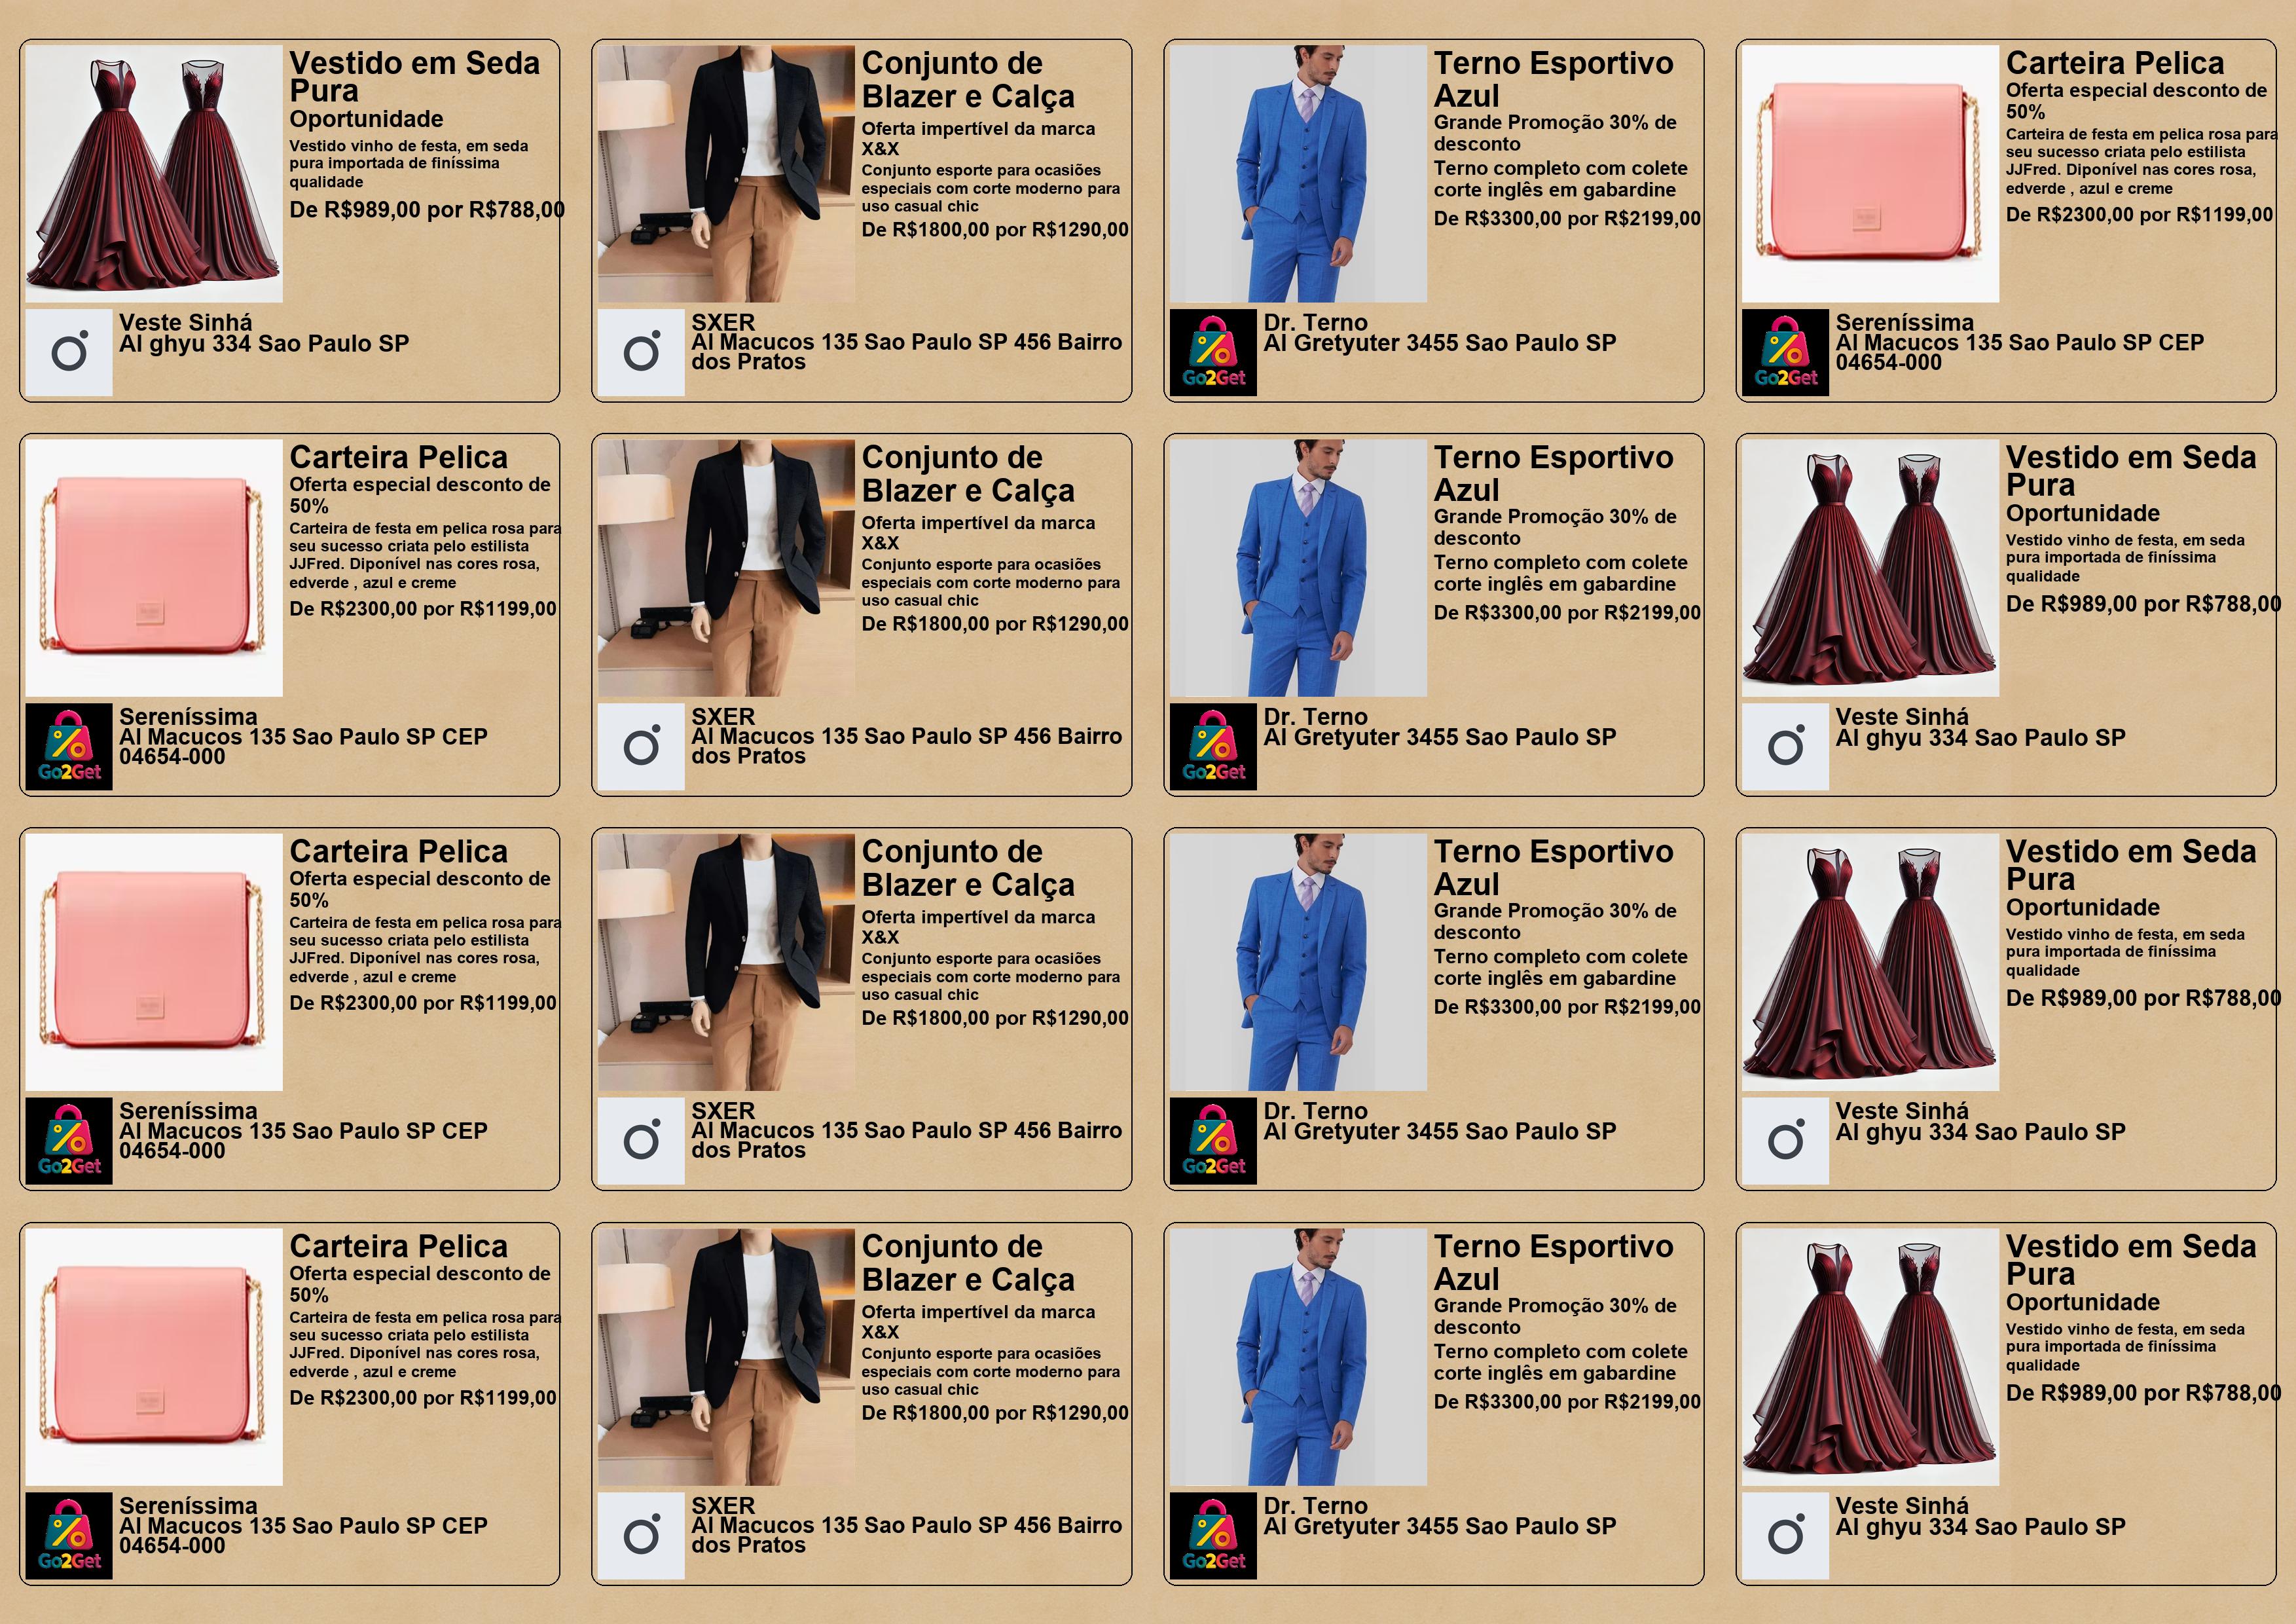 Vestido em Seda
Pura
Oportunidade
Vestido vinho de festa, em seda
pura importada de finíssima
qualidade
De R$989,00 por R$788,00
Veste Sinhá
Al ghyu 334 Sao Paulo SP
Conjunto de
Blazer e Calça
Oferta impertível da marca
X&X
Conjunto esporte para ocasiões
especiais com corte moderno para
uso casual chic
De R$1800,00 por R$1290,00
SXER
Al Macucos 135 Sao Paulo SP 456 Bairro
dos Pratos
Terno Esportivo
Azul
Grande Promoção 30% de
desconto
Terno completo com colete
corte inglês em gabardine
De R$3300,00 por R$2199,00
Go2Get
Dr. Terno
Al Gretyuter 3455 Sao Paulo SP
Carteira Pelica
Oferta especial desconto de
50%
Carteira de festa em pelica rosa para
seu sucesso criata pelo estilista
JJFred. Diponível nas cores rosa,
edverde , azul e creme
De R$2300,00 por R$1199,00
Go2Get
Sereníssima
Al Macucos 135 Sao Paulo SP CEP
04654-000
Carteira Pelica
Oferta especial desconto de
50%
Carteira de festa em pelica rosa para
seu sucesso criata pelo estilista
JJFred. Diponível nas cores rosa,
edverde , azul e creme
De R$2300,00 por R$1199,00
Go2Get
Sereníssima
Al Macucos 135 Sao Paulo SP CEP
04654-000
Conjunto de
Blazer e Calça
Oferta impertível da marca
X&X
Conjunto esporte para ocasiões
especiais com corte moderno para
uso casual chic
De R$1800,00 por R$1290,00
SXER
Al Macucos 135 Sao Paulo SP 456 Bairro
dos Pratos
Terno Esportivo
Azul
Grande Promoção 30% de
desconto
Terno completo com colete
corte inglês em gabardine
De R$3300,00 por R$2199,00
Go2Get
Dr. Terno
Al Gretyuter 3455 Sao Paulo SP
Vestido em Seda
Pura
Oportunidade
Vestido vinho de festa, em seda
pura importada de finíssima
qualidade
De R$989,00 por R$788,00
Veste Sinhá
Al ghyu 334 Sao Paulo SP
Carteira Pelica
Oferta especial desconto de
50%
Carteira de festa em pelica rosa para
seu sucesso criata pelo estilista
JJFred. Diponível nas cores rosa,
edverde , azul e creme
De R$2300,00 por R$1199,00
Go2Get
Sereníssima
Al Macucos 135 Sao Paulo SP CEP
04654-000
Conjunto de
Blazer e Calça
Oferta impertível da marca
X&X
Conjunto esporte para ocasiões
especiais com corte moderno para
uso casual chic
De R$1800,00 por R$1290,00
SXER
Al Macucos 135 Sao Paulo SP 456 Bairro
dos Pratos
Terno Esportivo
Azul
Grande Promoção 30% de
desconto
Terno completo com colete
corte inglês em gabardine
De R$3300,00 por R$2199,00
Go2Get
Dr. Terno
Al Gretyuter 3455 Sao Paulo SP
Vestido em Seda
Pura
Oportunidade
Vestido vinho de festa, em seda
pura importada de finíssima
qualidade
De R$989,00 por R$788,00
Veste Sinhá
Al ghyu 334 Sao Paulo SP
Carteira Pelica
Oferta especial desconto de
50%
Carteira de festa em pelica rosa para
seu sucesso criata pelo estilista
JJFred. Diponível nas cores rosa,
edverde , azul e creme
De R$2300,00 por R$1199,00
Go2Get
Sereníssima
Al Macucos 135 Sao Paulo SP CEP
04654-000
Conjunto de
Blazer e Calça
Oferta impertível da marca
X&X
Conjunto esporte para ocasiões
especiais com corte moderno para
uso casual chic
De R$1800,00 por R$1290,00
SXER
Al Macucos 135 Sao Paulo SP 456 Bairro
dos Pratos
Terno Esportivo
Azul
Grande Promoção 30% de
desconto
Terno completo com colete
corte inglês em gabardine
De R$3300,00 por R$2199,00
Go2Get
Dr. Terno
Al Gretyuter 3455 Sao Paulo SP
Vestido em Seda
Pura
Oportunidade
Vestido vinho de festa, em seda
pura importada de finíssima
qualidade
De R$989,00 por R$788,00
Veste Sinhá
Al ghyu 334 Sao Paulo SP